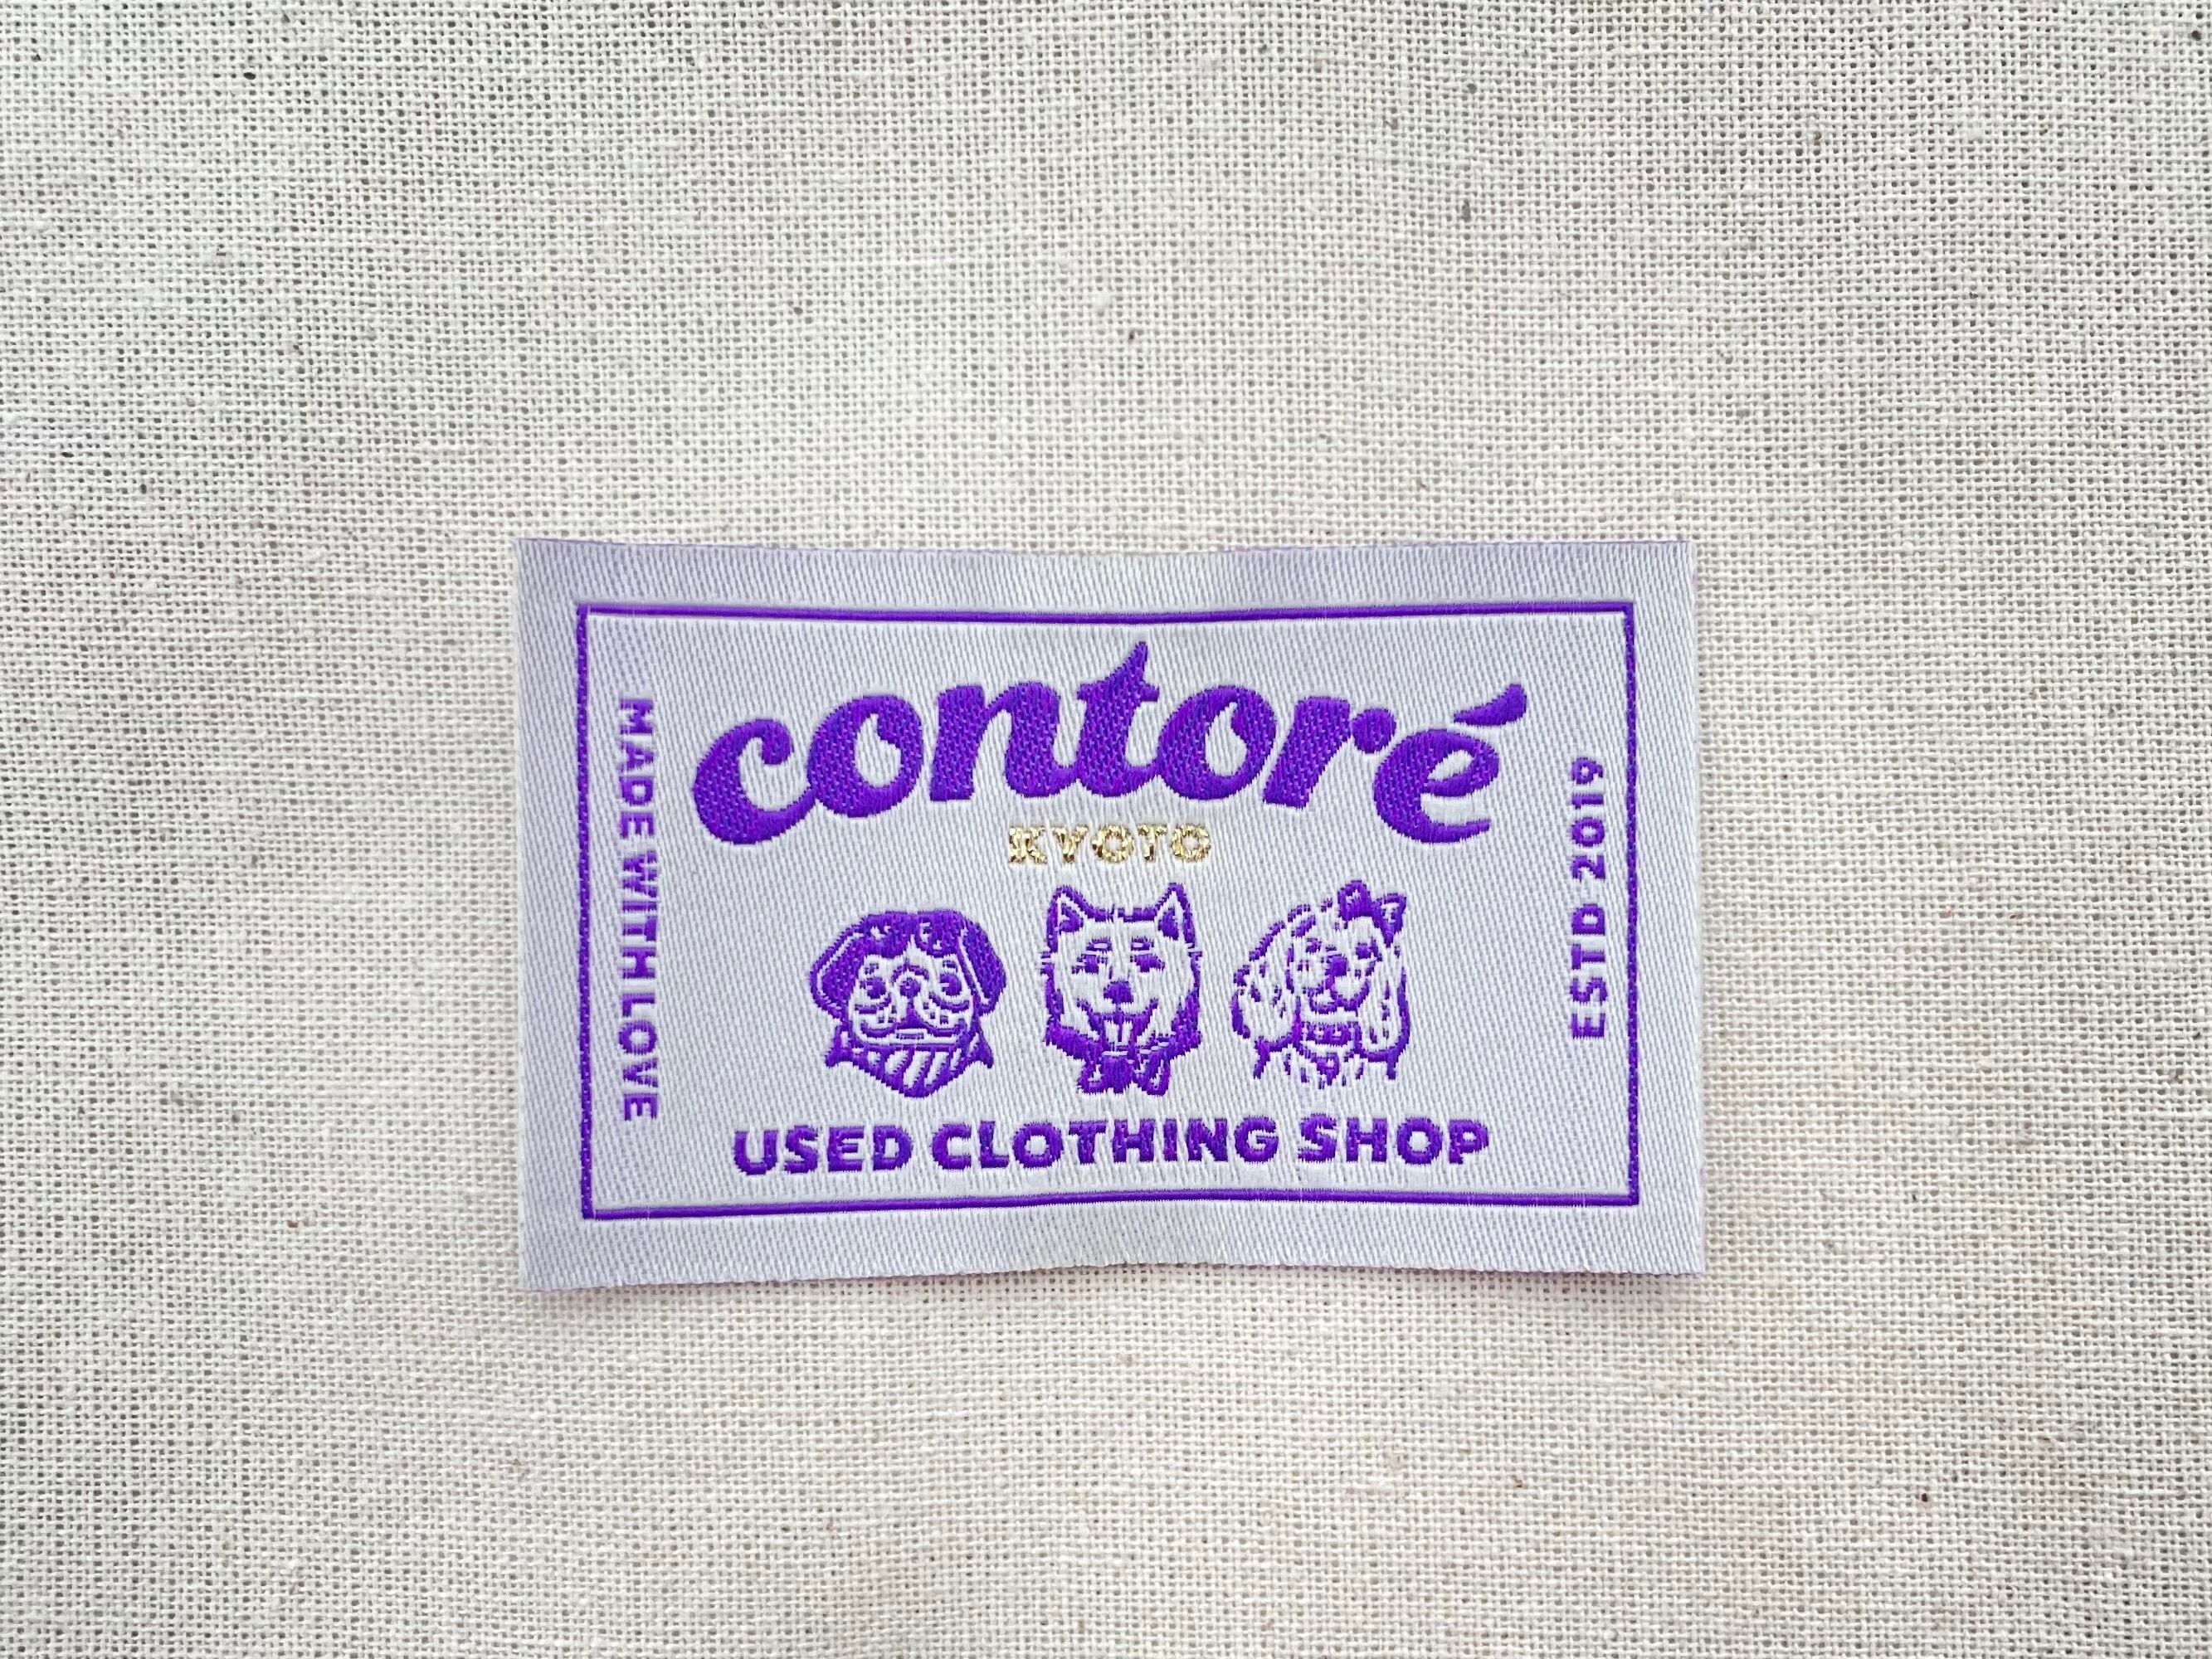 contoré
KYOTO
USED CLOTHING SHOP
MADE WITH LOVE
ESTD 2019